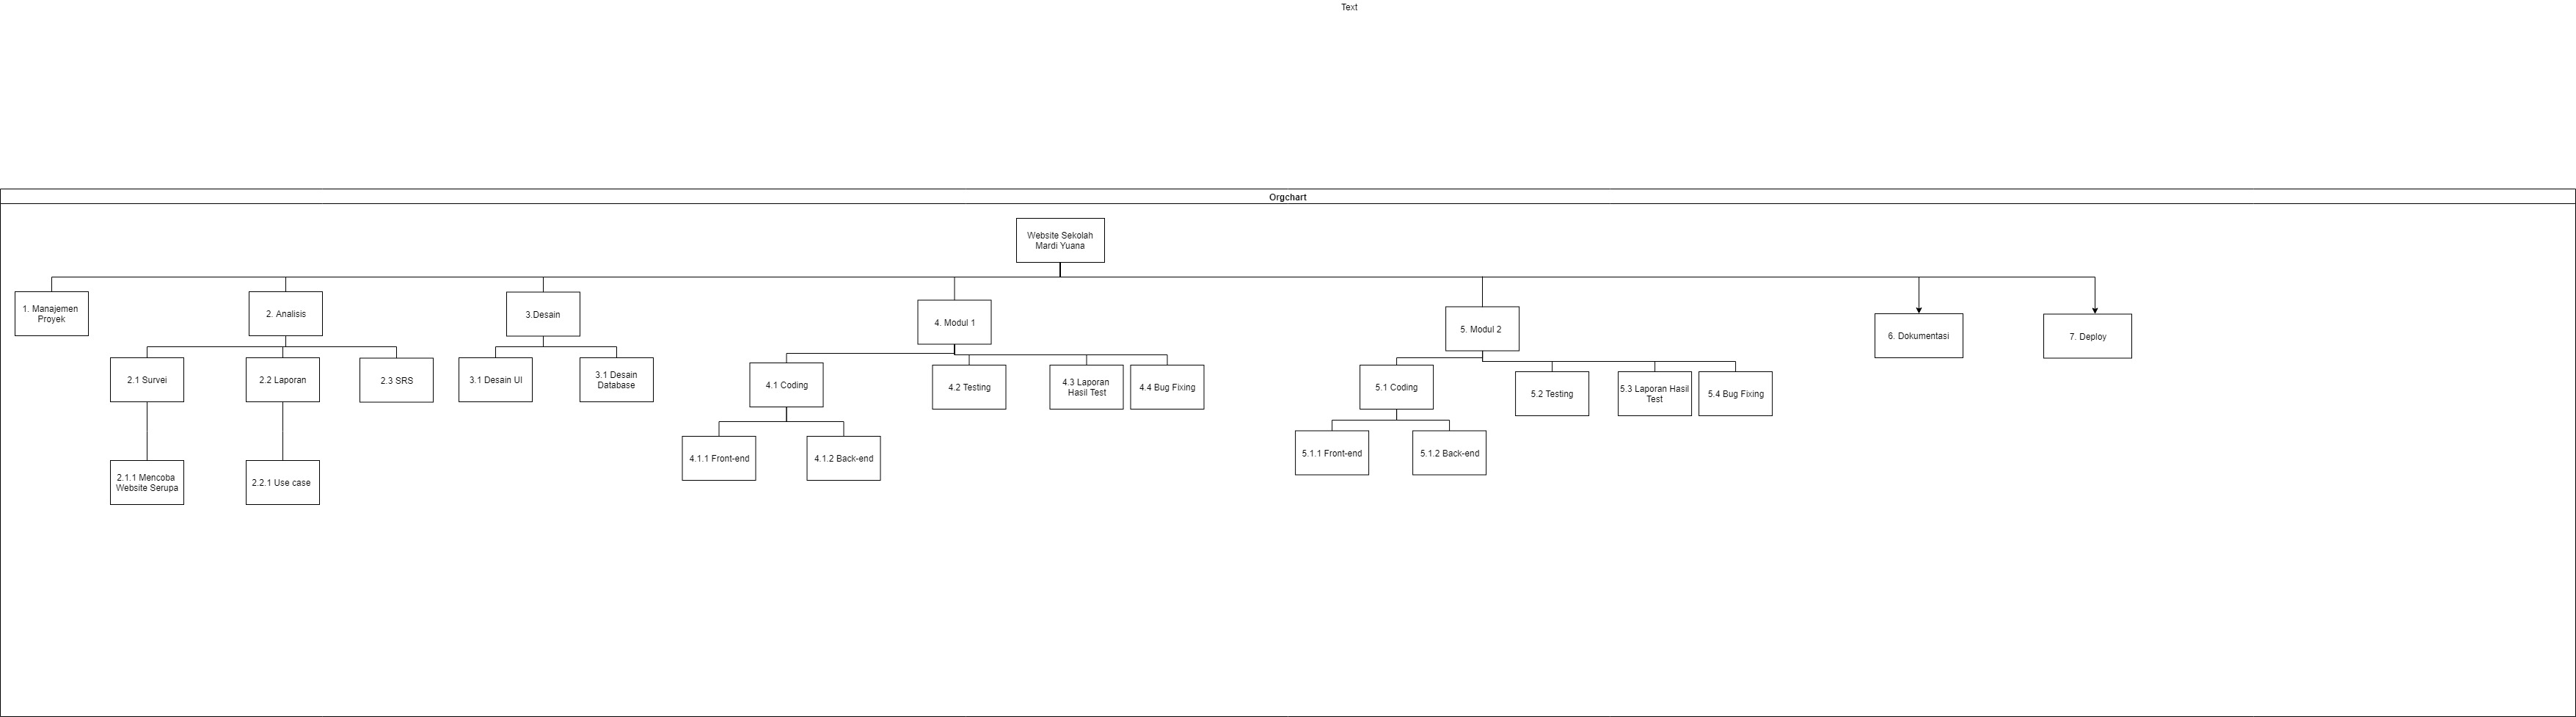 Text
Orgchart
Website Sekolah
Mardi Yuana
1. Manajemen
Proyek
2. Analisis
3.Desain
4. Modul 1
5. Modul 2
6. Dokumentasi
7. Deploy
2.1 Survei
2.2 Laporan
2.3 SRS
3.1 Desain UI
3.1 Desain
Database
4.1 Coding
4.2 Testing
4.3 Laporan
Hasil Test
4.4 Bug Fixing
5.1 Coding
5.2 Testing
5.3 Laporan Hasil
Test
5.4 Bug Fixing
2.1.1 Mencoba
Website Serupa
2.2.1 Use case
4.1.1 Front-end
4.1.2 Back-end
5.1.1 Front-end
5.1.2 Back-end